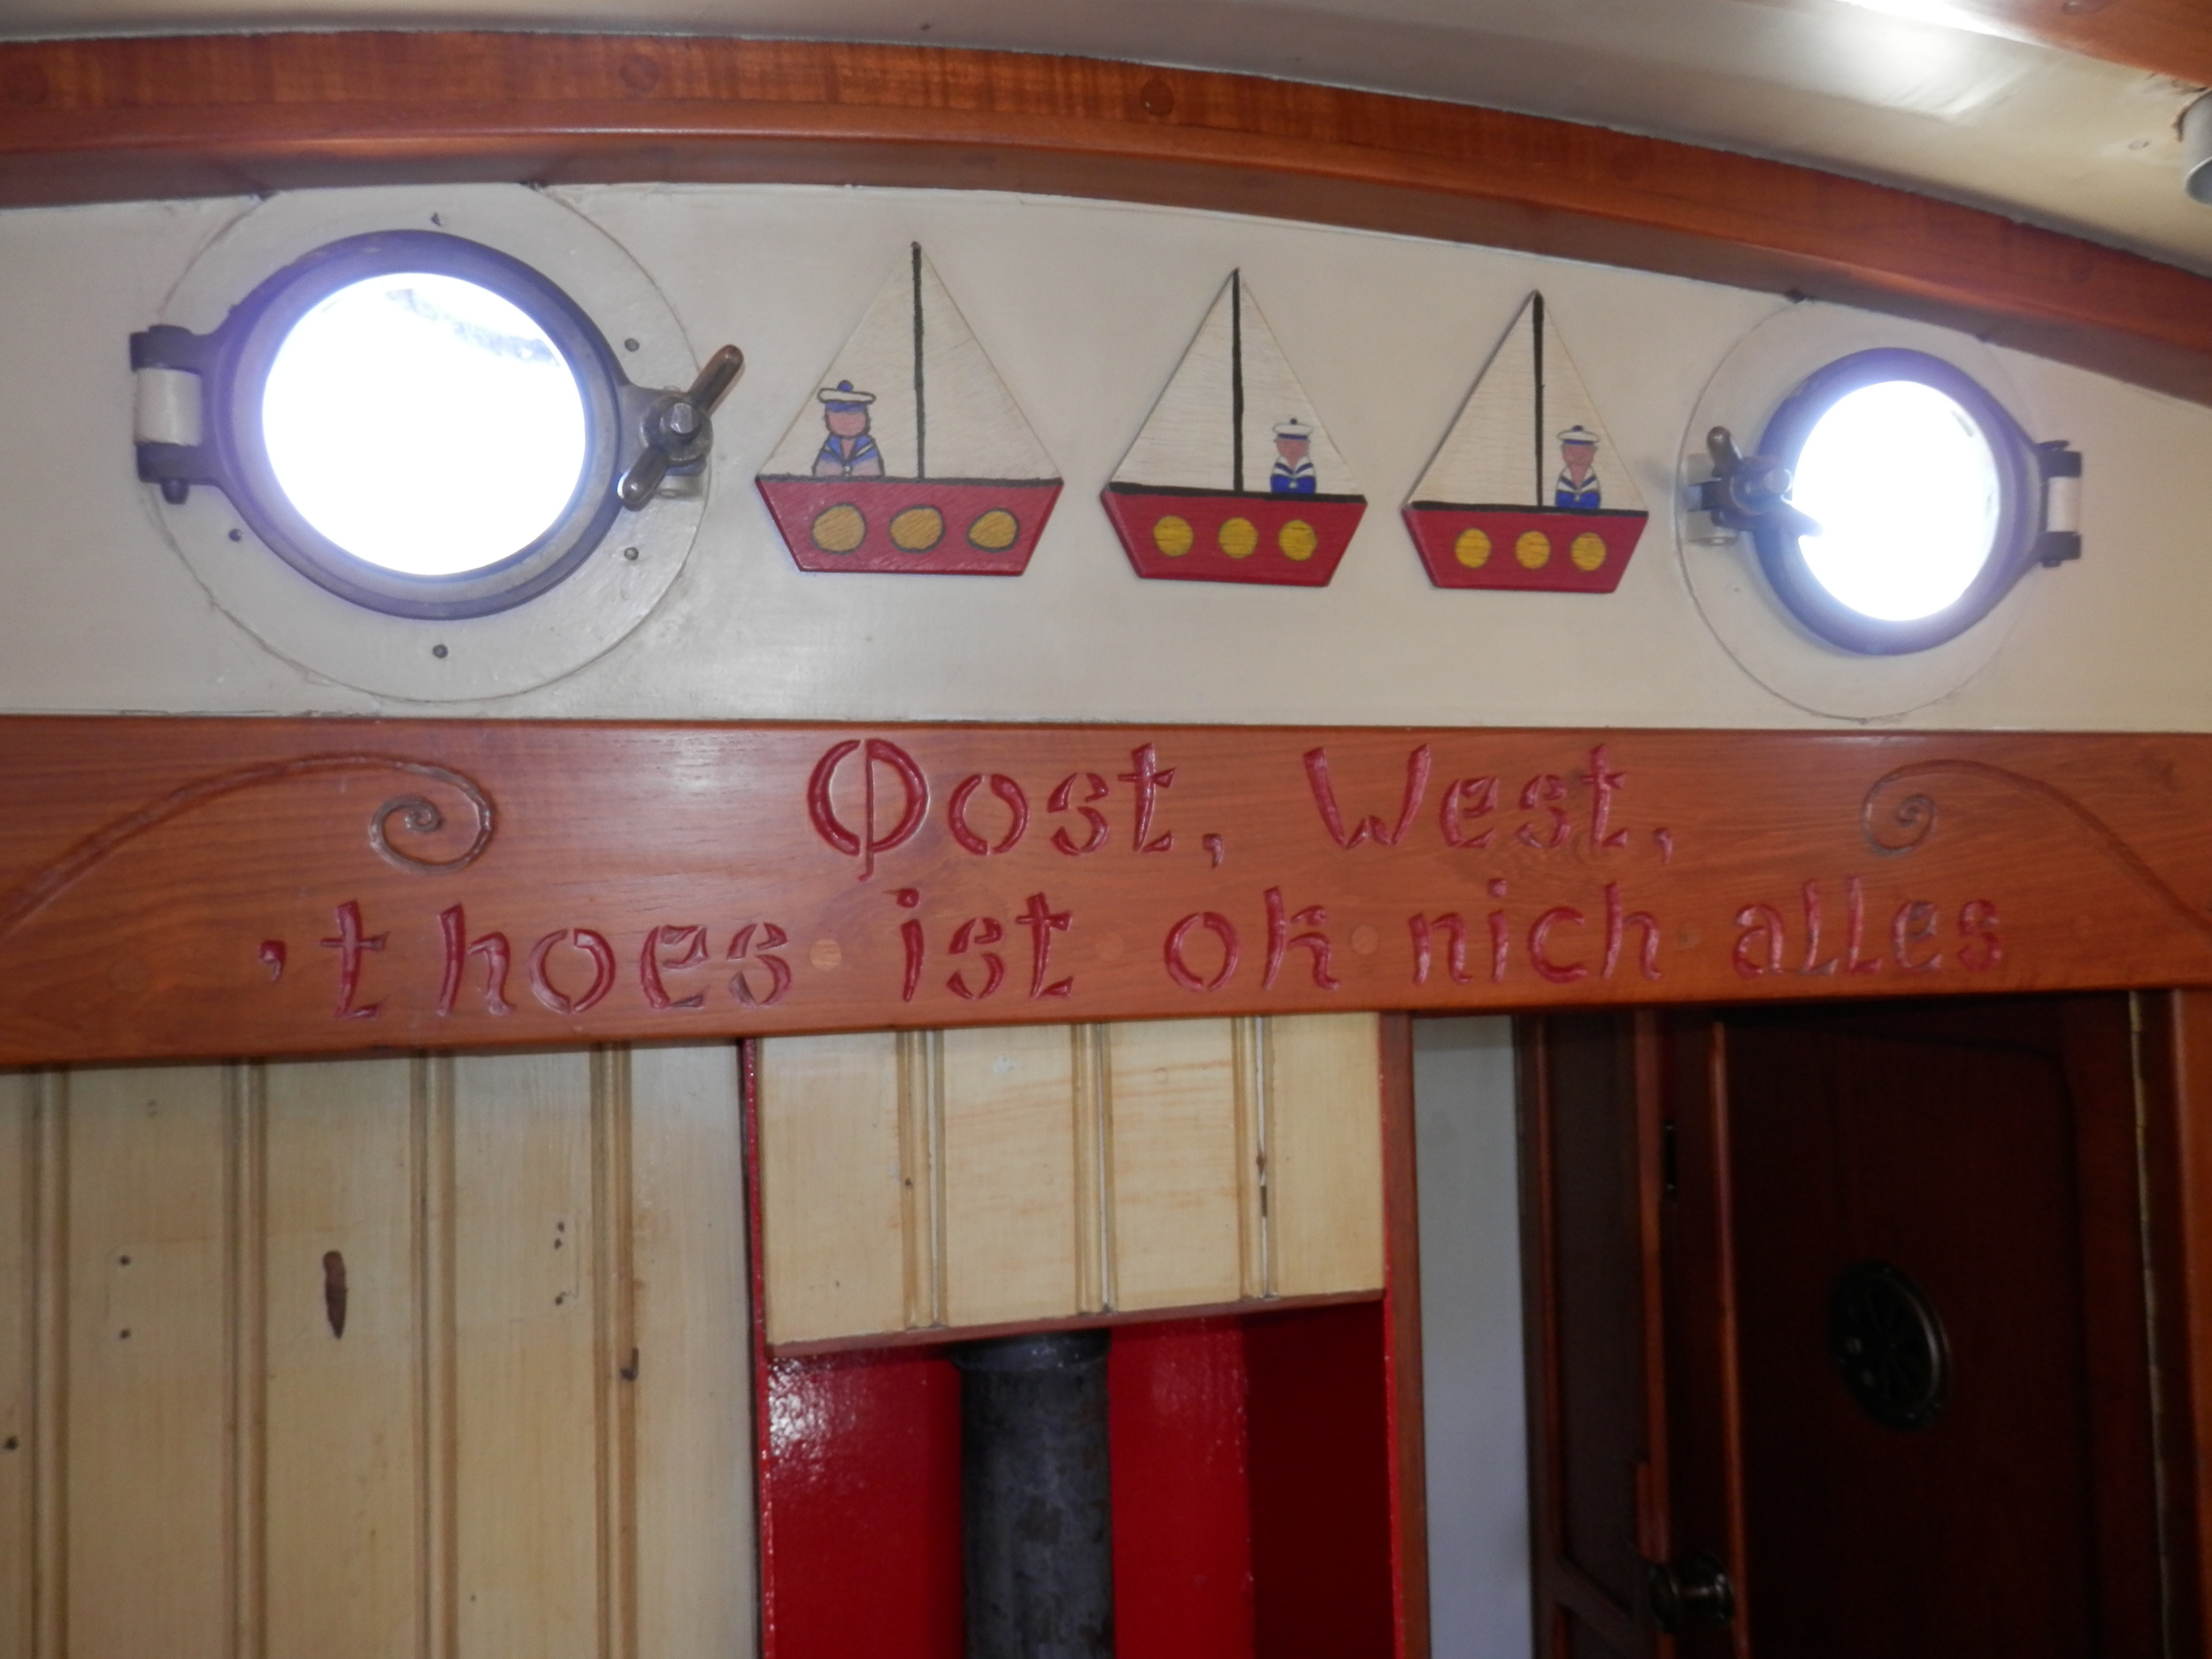 Oost, West,
't hoes ist ok nich alles